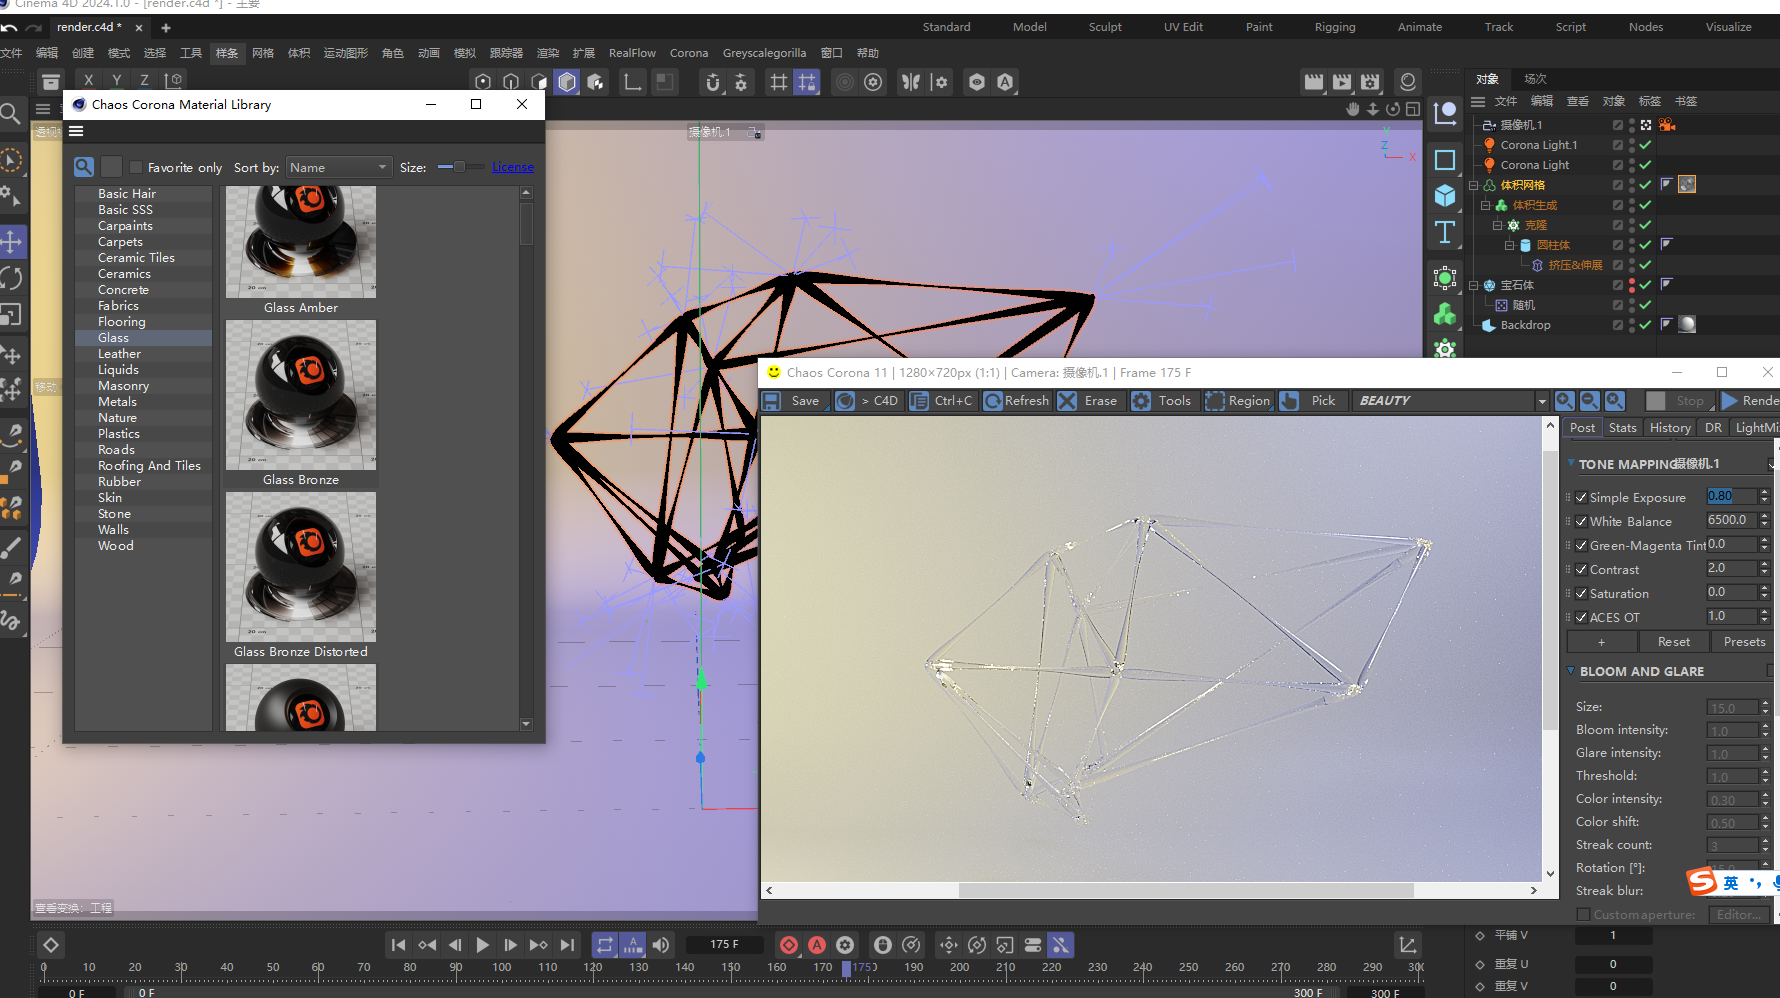 Cinema 4D 2024.1.0 - [render.c4d *] - 主要
render.c4d * × +
Standard Model Sculpt UV Edit Paint Rigging Animate Track Script Nodes Visualize
文件 编辑 创建 模式 选择 工具 样条 网格 体积 运动图形 角色 动画 模拟 跟踪器 渲染 扩展 RealFlow Corona Greyscalegorilla 窗口 帮助
X Y Z
对象 场次
文件 编辑 查看 对象 标签 书签
Chaos Corona Material Library
透视
摄像机.1
Y
Z
X
Favorite only Sort by: Name Size: License
Basic Hair
Basic SSS
Carpaints
Carpets
Ceramic Tiles
Ceramics
Concrete
Fabrics
Flooring
Glass
Leather
Liquids
Masonry
Metals
Nature
Plastics
Roads
Roofing And Tiles
Rubber
Skin
Stone
Walls
Wood
Glass Amber
Glass Bronze
Glass Bronze Distorted
移动
查看变换: 工程
摄像机.1
Corona Light.1
Corona Light
体积网格
体积生成
克隆
圆柱体
挤压&伸展
宝石体
随机
Backdrop
Chaos Corona 11 | 1280×720px (1:1) | Camera: 摄像机.1 | Frame 175 F
Save > C4D Ctrl+C Refresh Erase Tools Region Pick BEAUTY Stop Rende
Post Stats History DR LightMi
TONE MAPPING 摄像机.1
Simple Exposure 0.80
White Balance 6500.0
Green-Magenta Tint 0.0
Contrast 2.0
Saturation 0.0
ACES OT 1.0
+ Reset Presets
BLOOM AND GLARE
Size: 15.0
Bloom intensity: 1.0
Glare intensity: 1.0
Threshold: 1.0
Color intensity: 0.30
Color shift: 0.50
Streak count: 3
Rotation [°]: 15.0
Streak blur:
Custom aperture: Editor...
S 英
175 F
0 10 20 30 40 50 60 70 80 90 100 110 120 130 140 150 160 170 175 190 200 210 220 230 240 250 260 270 280 290 300
0 F 0 F 300 F 300 F
平铺 V 1
重复 U 0
重复 V 0